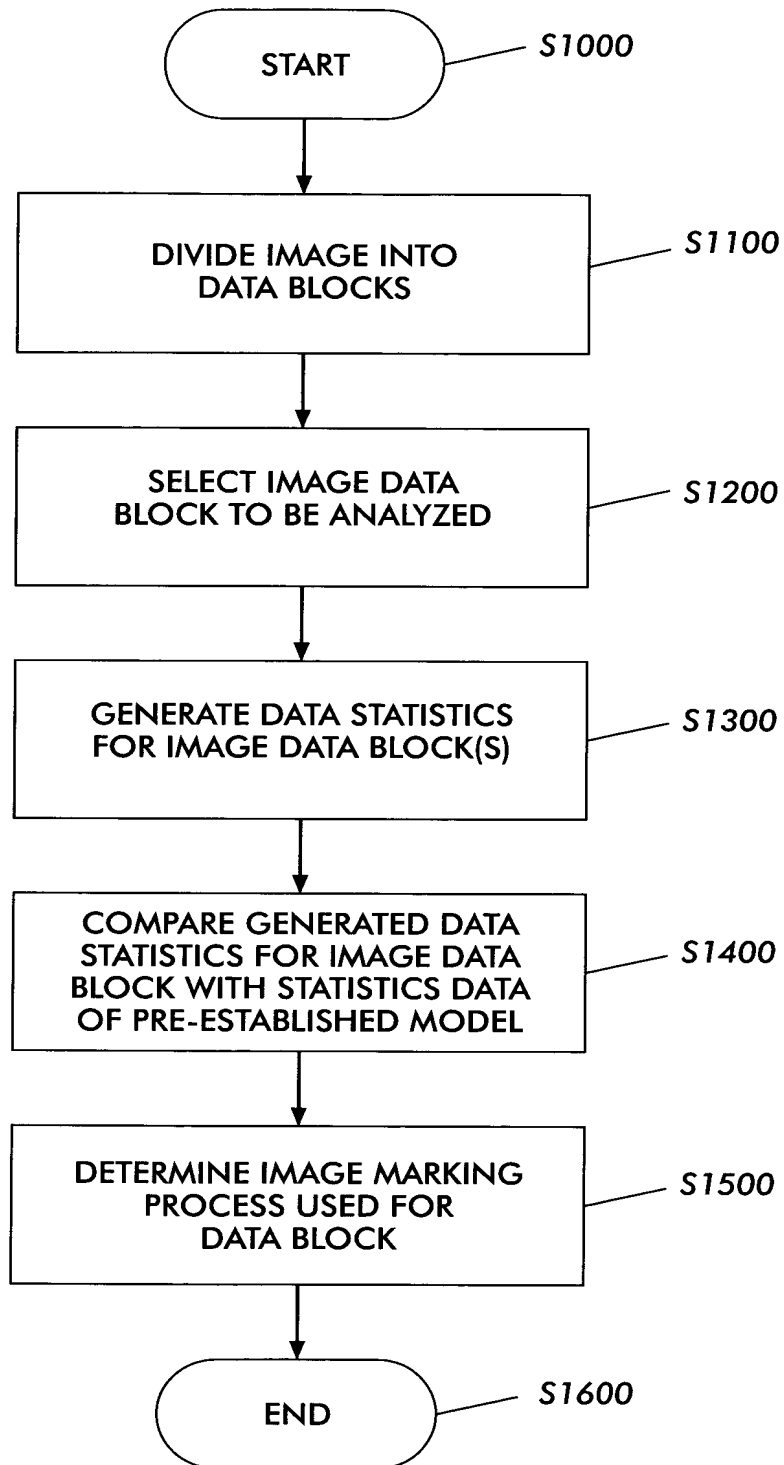 START
S1000
DIVIDE IMAGE INTO
DATA BLOCKS
S1100
SELECT IMAGE DATA
BLOCK TO BE ANALYZED
S1200
GENERATE DATA STATISTICS
FOR IMAGE DATA BLOCK(S)
S1300
COMPARE GENERATED DATA
STATISTICS FOR IMAGE DATA
BLOCK WITH STATISTICS DATA
OF PRE-ESTABLISHED MODEL
S1400
DETERMINE IMAGE MARKING
PROCESS USED FOR
DATA BLOCK
S1500
END
S1600